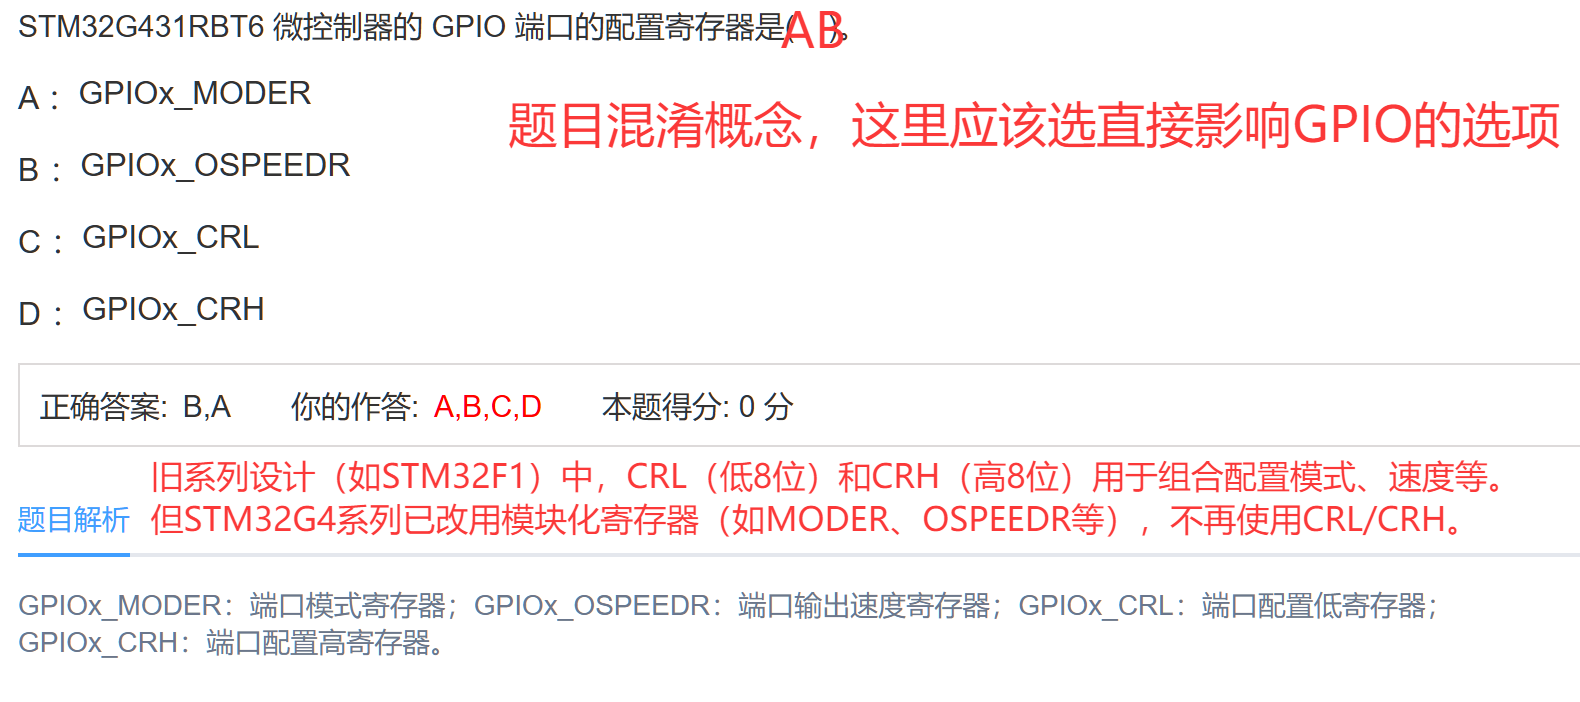 STM32G431RBT6 微控制器的 GPIO 端口的配置寄存器是( )。
AB
A： GPIOx_MODER
题目混淆概念，这里应该选直接影响GPIO的选项
B： GPIOx_OSPEEDR
C： GPIOx_CRL
D： GPIOx_CRH
正确答案: B,A 你的作答: A,B,C,D 本题得分: 0 分
旧系列设计（如STM32F1）中，CRL（低8位）和CRH（高8位）用于组合配置模式、速度等。
题目解析 但STM32G4系列已改用模块化寄存器（如MODER、OSPEEDR等），不再使用CRL/CRH。
GPIOx_MODER：端口模式寄存器；GPIOx_OSPEEDR：端口输出速度寄存器；GPIOx_CRL：端口配置低寄存器；
GPIOx_CRH：端口配置高寄存器。